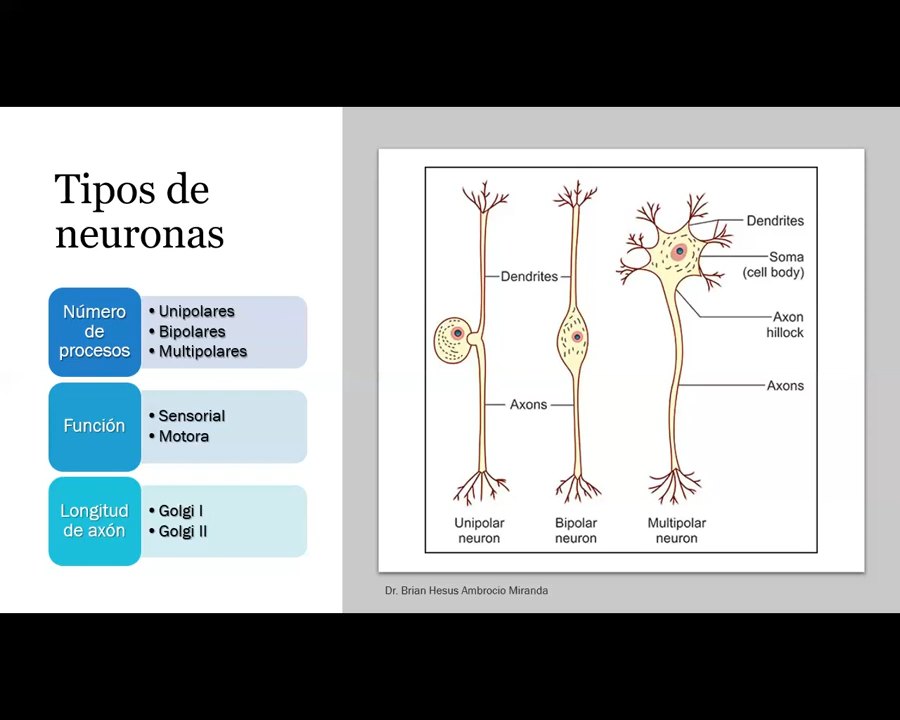 Tipos de
neuronas
Número
de
procesos
• Unipolares
• Bipolares
• Multipolares
Función
• Sensorial
• Motora
Longitud
de axón
• Golgi I
• Golgi II
Dendrites
Axons
Dendrites
Soma
(cell body)
Axon
hillock
Axons
Unipolar
neuron
Bipolar
neuron
Multipolar
neuron
Dr. Brian Hesus Ambrocio Miranda